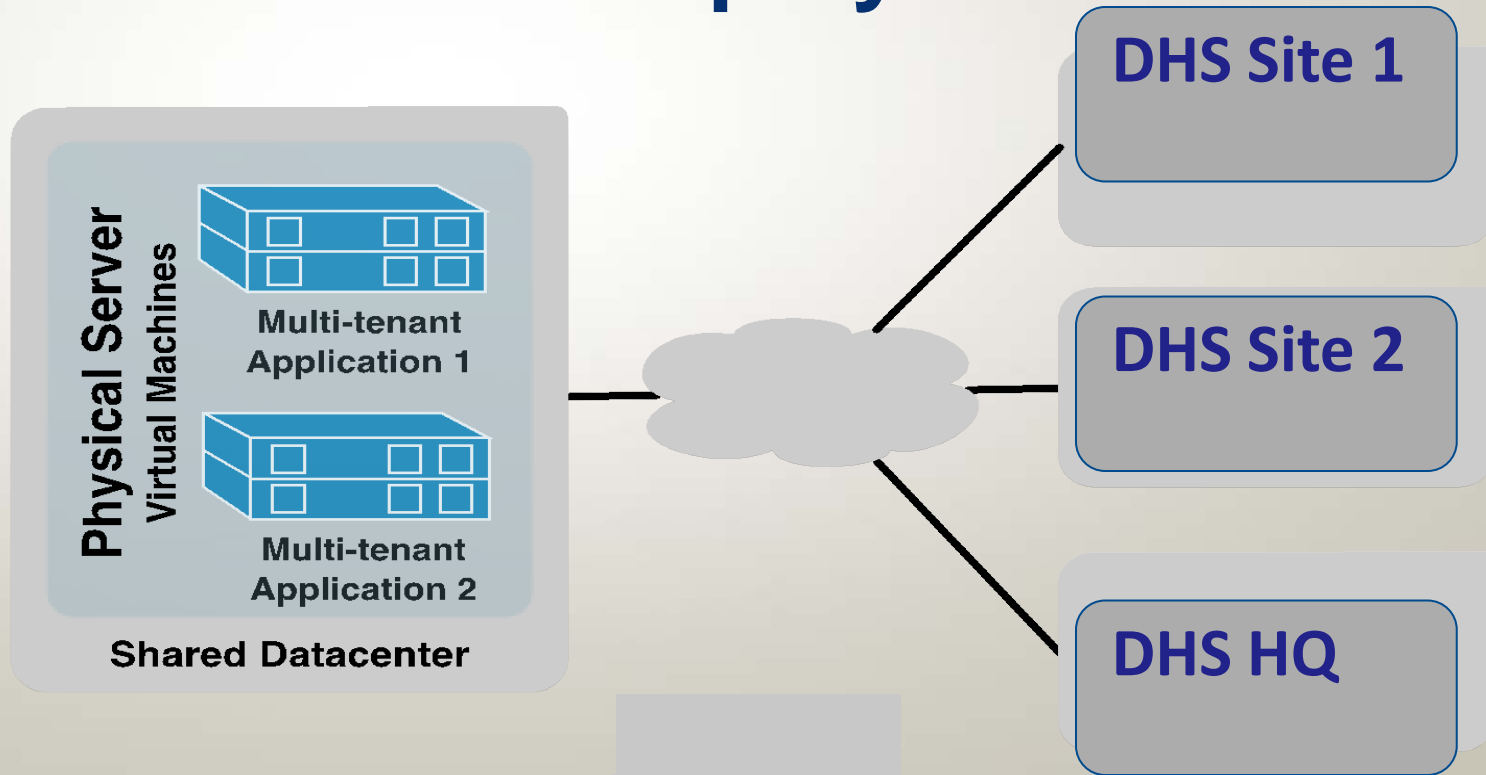 Physical Server
Virtual Machines
Multi-tenant
Application 1
Multi-tenant
Application 2
Shared Datacenter
DHS Site 1
DHS Site 2
DHS HQ